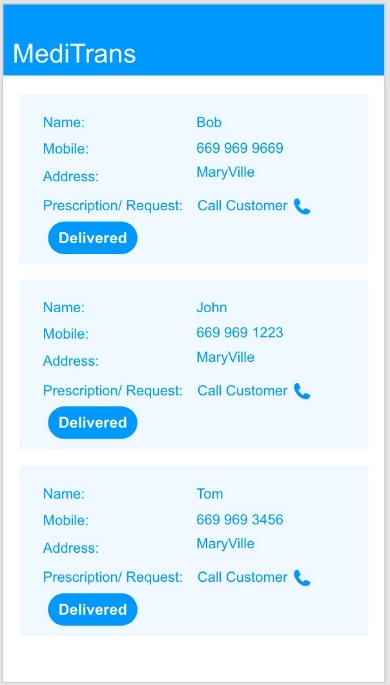 MediTrans
Name: Bob
Mobile: 669 969 9669
Address: MaryVille
Prescription/ Request: Call Customer
Delivered
Name: John
Mobile: 669 969 1223
Address: MaryVille
Prescription/ Request: Call Customer
Delivered
Name: Tom
Mobile: 669 969 3456
Address: MaryVille
Prescription/ Request: Call Customer
Delivered